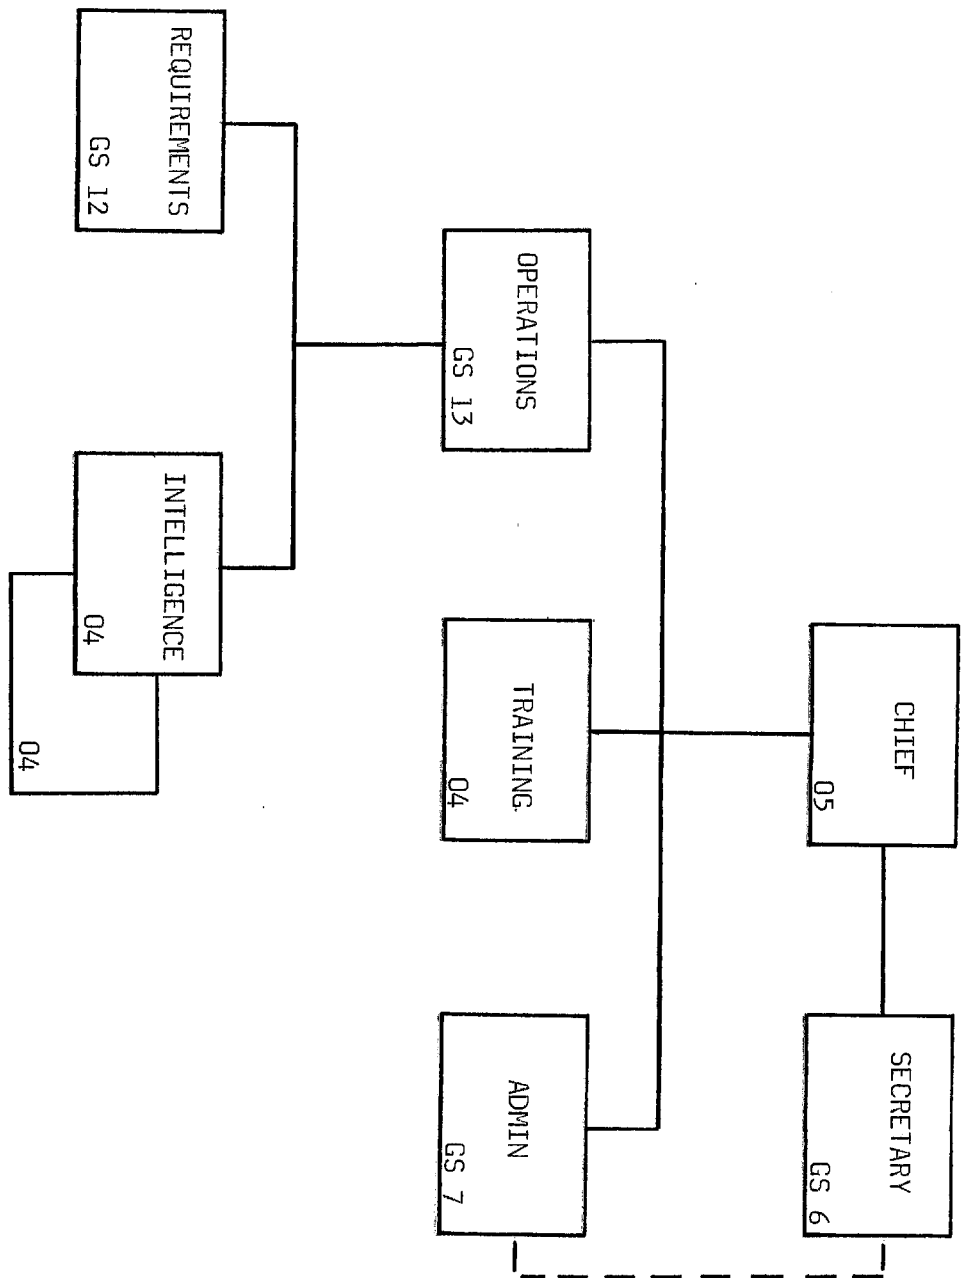 CHIEF
05
SECRETARY
GS 6
OPERATIONS
GS 13
TRAINING
04
ADMIN
GS 7
REQUIREMENTS
GS 12
INTELLIGENCE
04
04